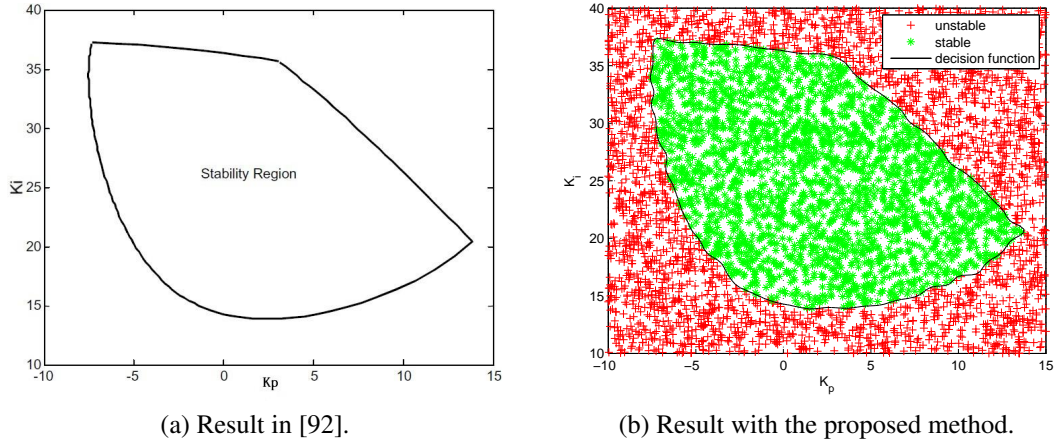 40
35
30
25
20
15
10
Ki
-10
-5
0
5
10
15
Kp
Stability Region
(a) Result in [92].
40
35
30
25
20
15
10
K_i
−10
−5
0
5
10
15
K_p
unstable
stable
decision function
(b) Result with the proposed method.